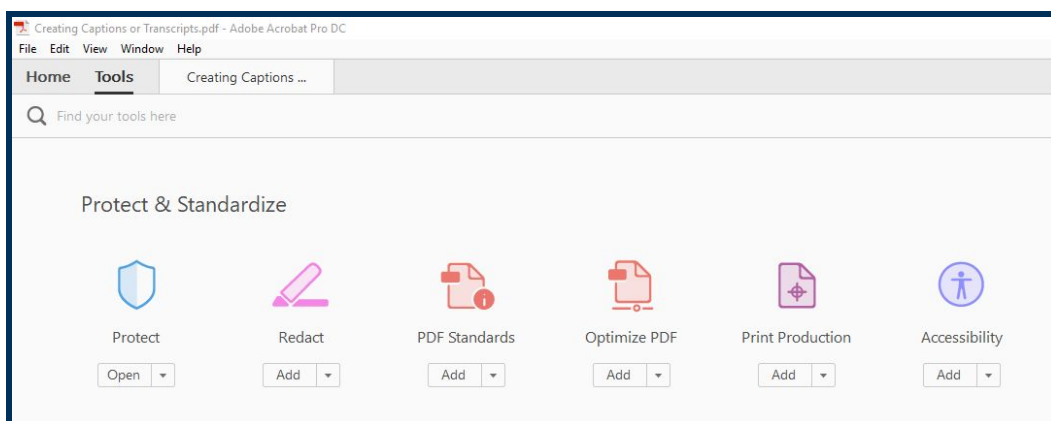 Creating Captions or Transcripts.pdf - Adobe Acrobat Pro DC
File Edit View Window Help
Home Tools Creating Captions ...
Find your tools here
Protect & Standardize
Protect Redact PDF Standards Optimize PDF Print Production Accessibility
Open Add Add Add Add Add